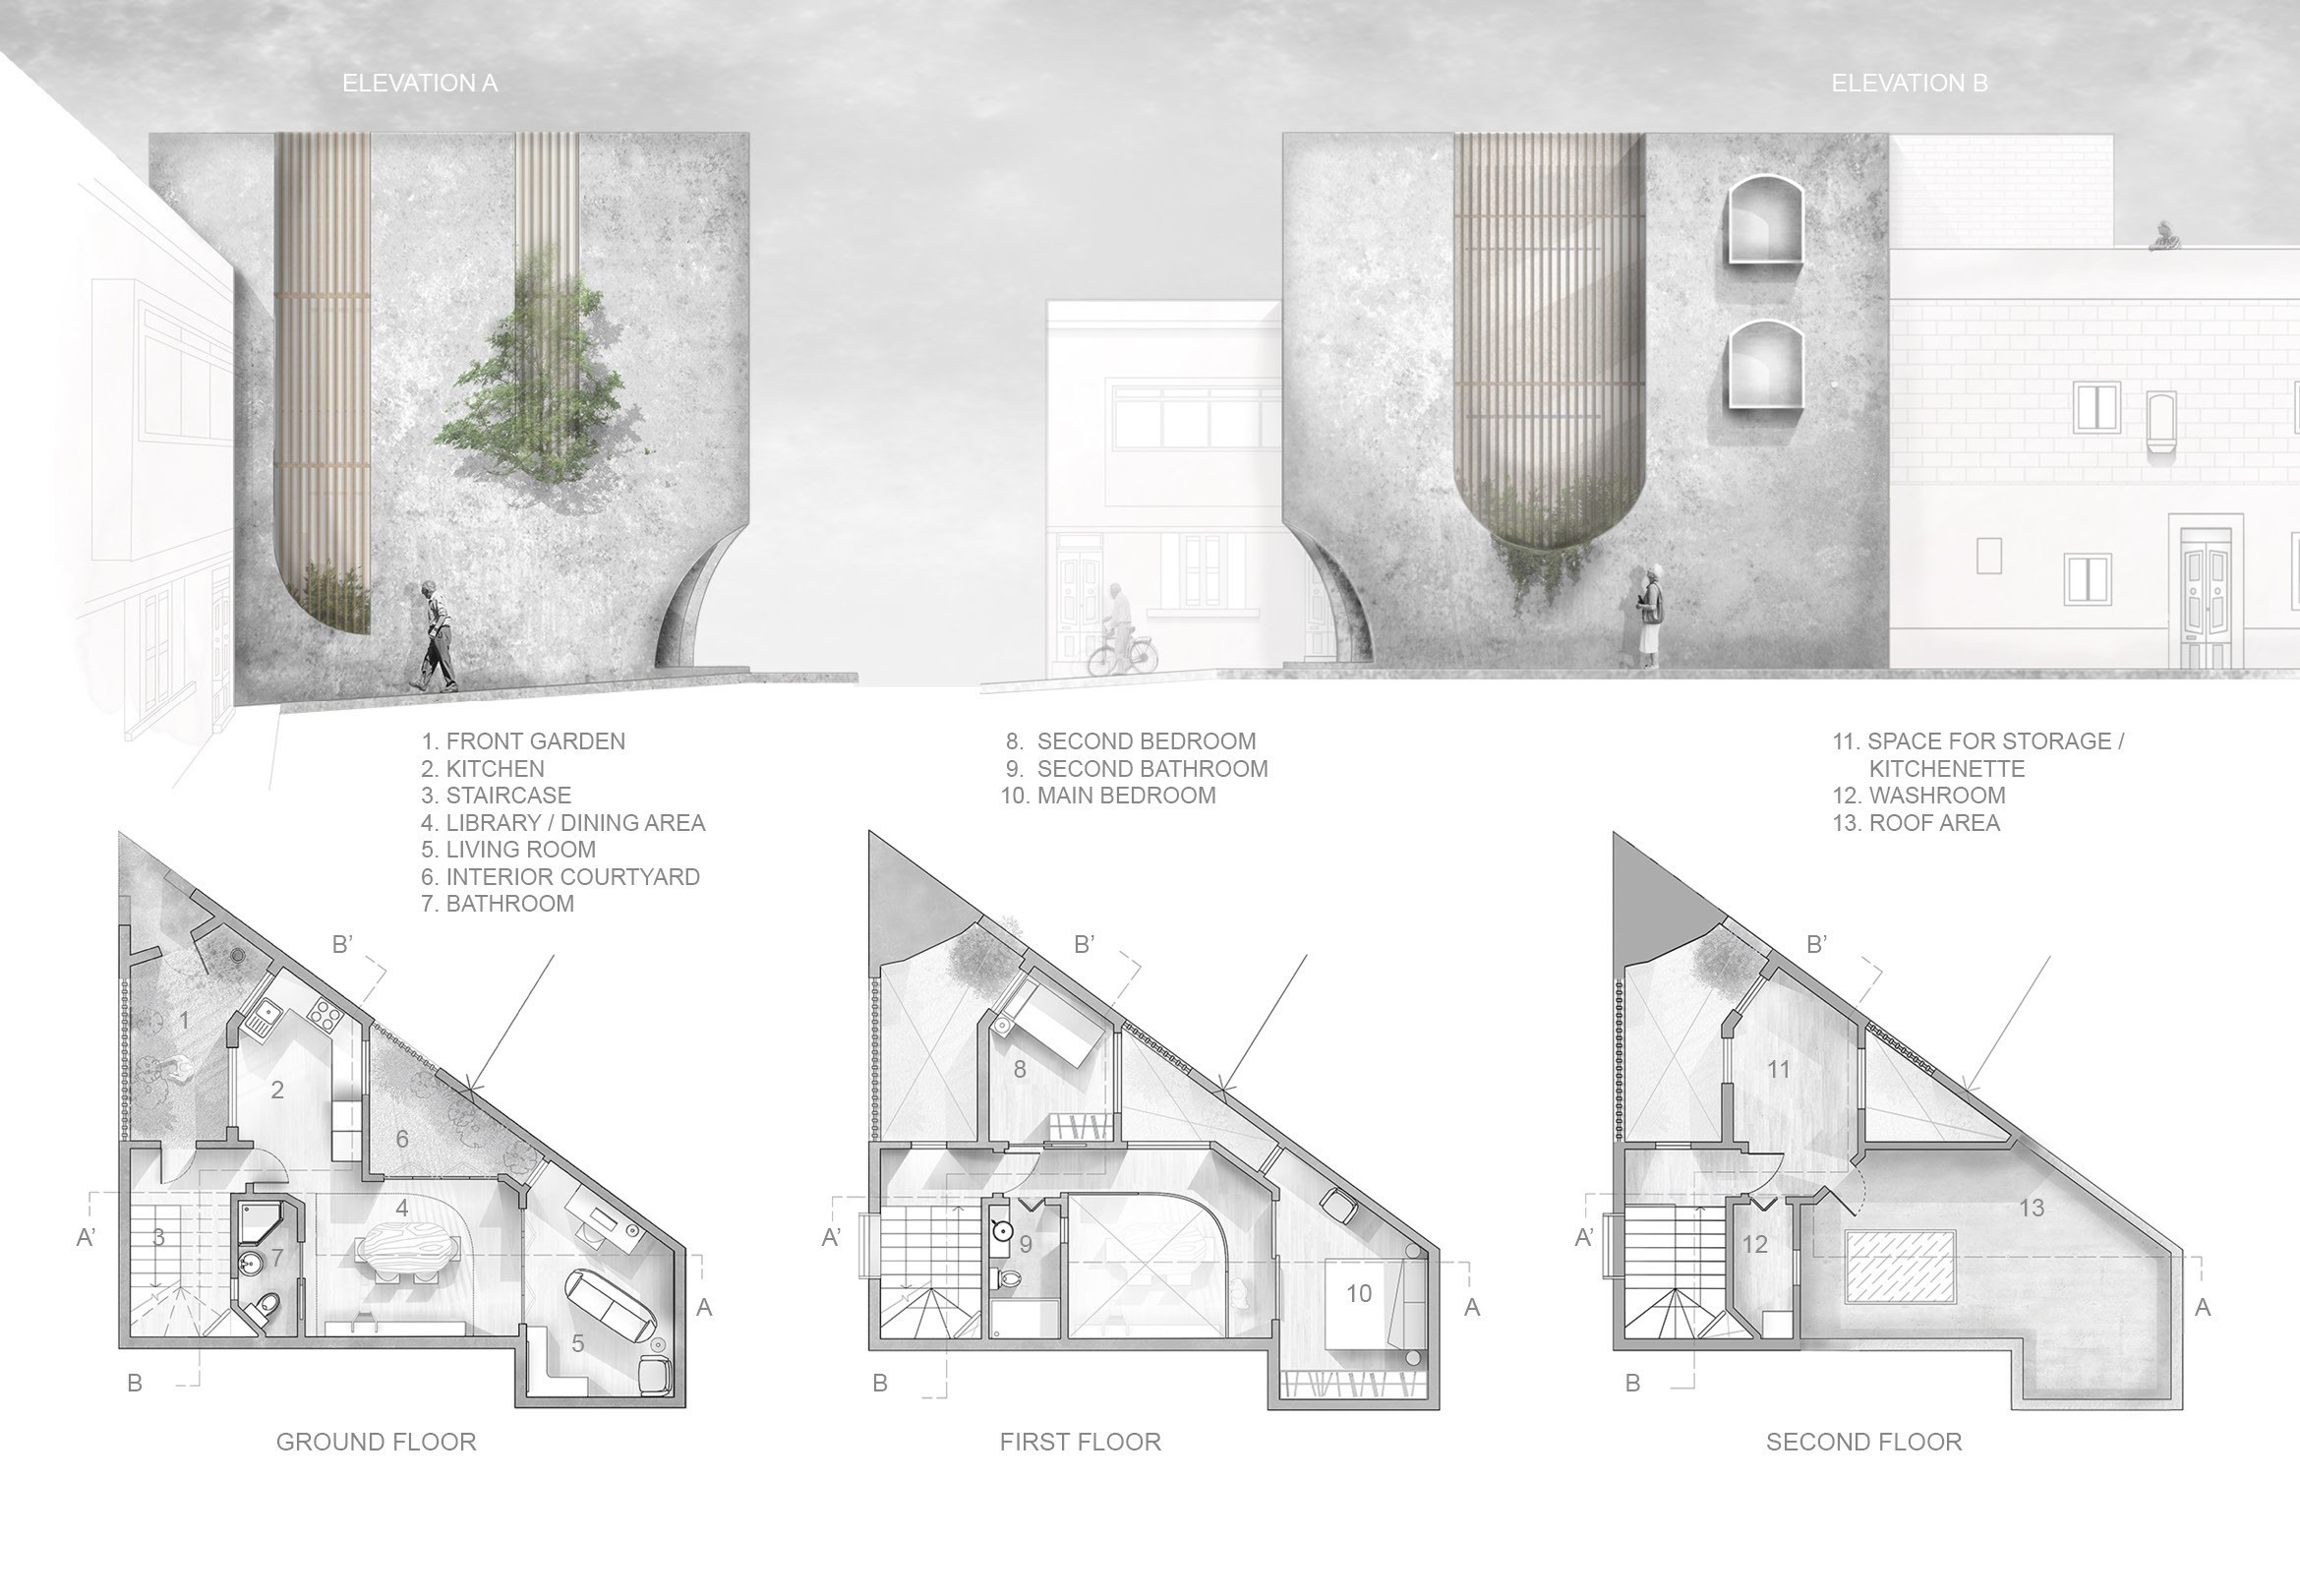 ELEVATION A
ELEVATION B
1. FRONT GARDEN
2. KITCHEN
3. STAIRCASE
4. LIBRARY / DINING AREA
5. LIVING ROOM
6. INTERIOR COURTYARD
7. BATHROOM
8. SECOND BEDROOM
9. SECOND BATHROOM
10. MAIN BEDROOM
11. SPACE FOR STORAGE /
KITCHENETTE
12. WASHROOM
13. ROOF AREA
B’
1
2
6
4
A’
3
7
A
5
B
GROUND FLOOR
B’
8
A’
9
10
A
B
FIRST FLOOR
B’
11
13
A’
12
A
B
SECOND FLOOR